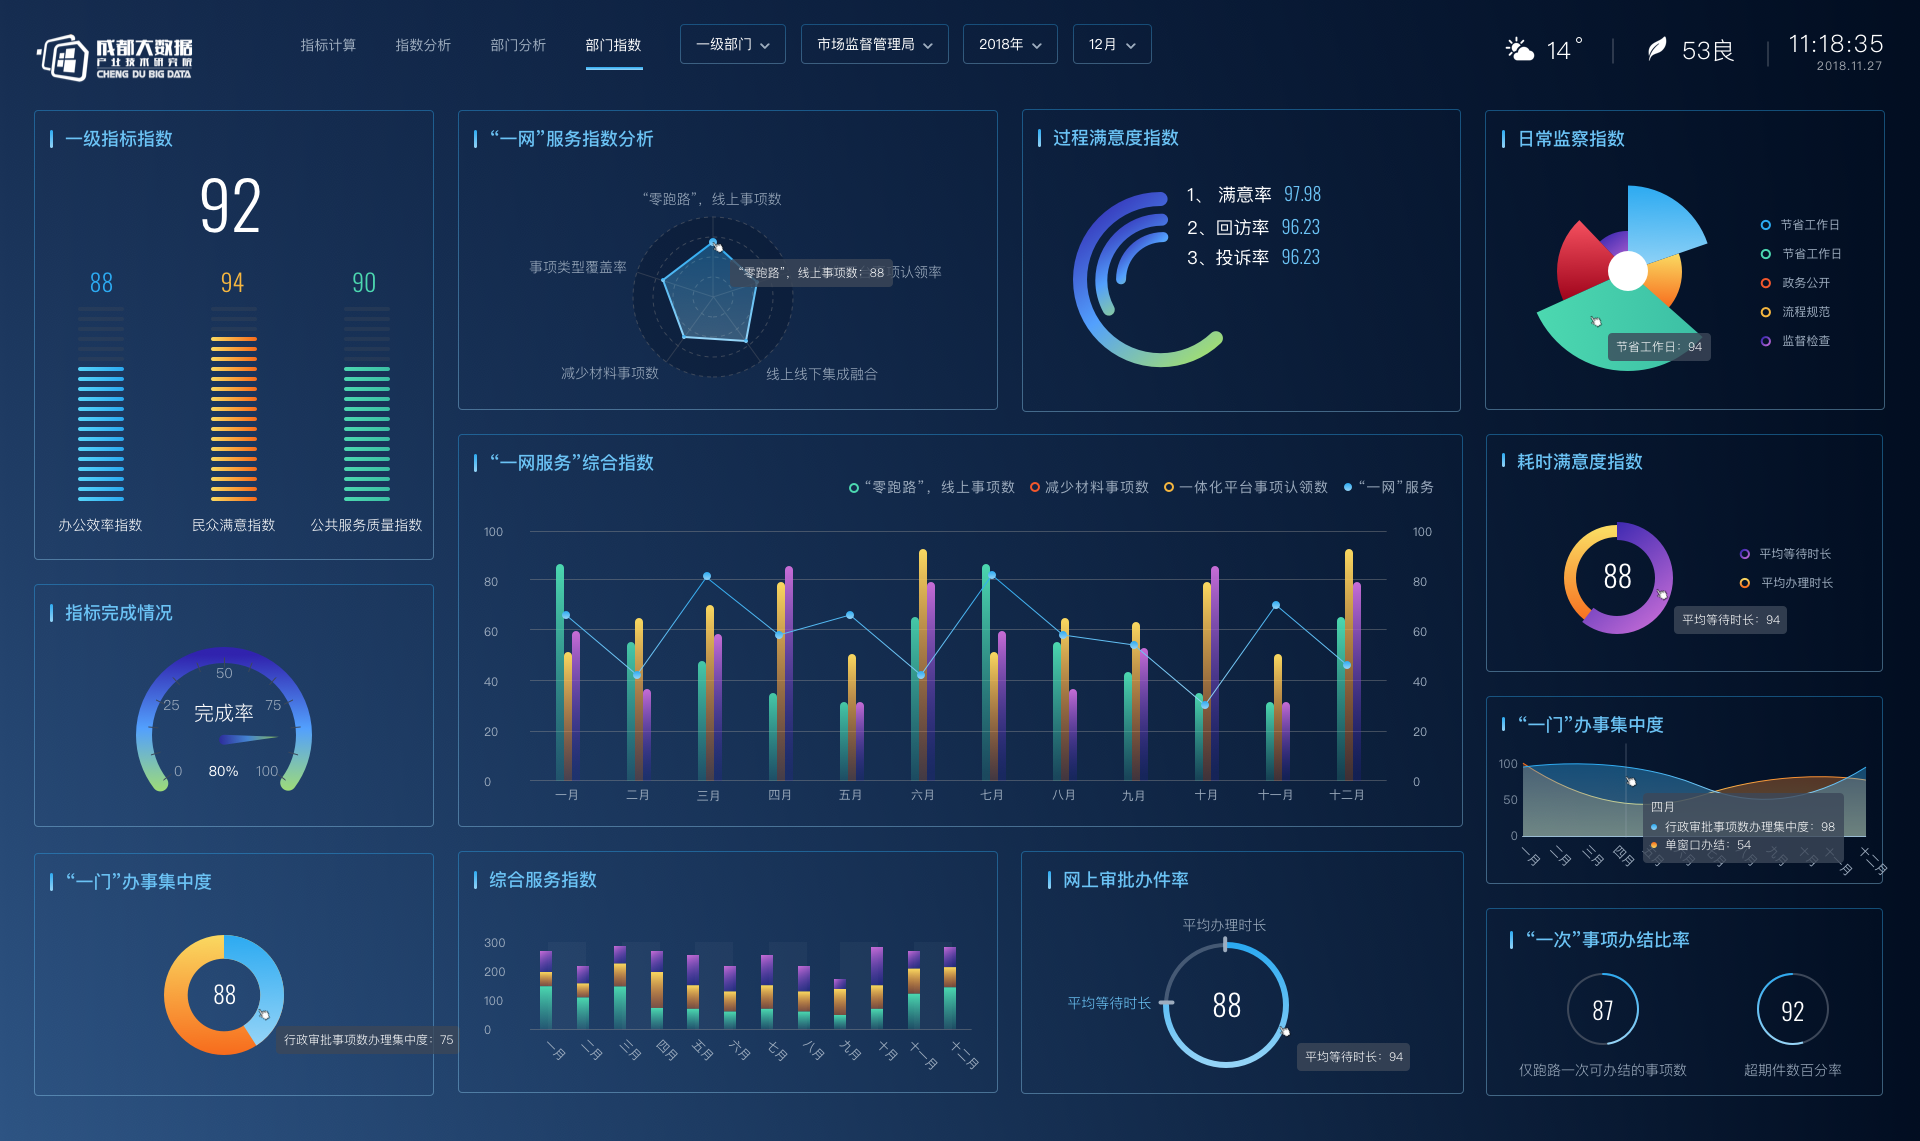 成都大数据
产业技术研究院
CHENG DU BIG DATA
指标计算
指数分析
部门分析
部门指数
一级部门
市场监督管理局
2018年
12月
14°
53良
11:18:35
2018.11.27
一级指标指数
92
88
94
90
办公效率指数
民众满意指数
公共服务质量指数
“一网”服务指数分析
“零跑路”，线上事项数
事项类型覆盖率
“零跑路”，线上事项数：88
项认领率
减少材料事项数
线上线下集成融合
过程满意度指数
1、 满意率 97.98
2、回访率 96.23
3、投诉率 96.23
日常监察指数
节省工作日
节省工作日
政务公开
流程规范
监督检查
节省工作日：94
指标完成情况
50
25
75
完成率
0
80%
100
“一网服务”综合指数
“零跑路”，线上事项数
减少材料事项数
一体化平台事项认领数
“一网”服务
100
80
60
40
20
0
100
80
60
40
20
0
一月
二月
三月
四月
五月
六月
七月
八月
九月
十月
十一月
十二月
耗时满意度指数
88
平均等待时长
平均办理时长
平均等待时长：94
“一门”办事集中度
100
50
0
四月
行政审批事项数办理集中度：98
单窗口办结：54
一月
二月
三月
四月
五月
六月
七月
八月
九月
十月
十一月
十二月
“一门”办事集中度
88
行政审批事项数办理集中度：75
综合服务指数
300
200
100
0
一月
二月
三月
四月
五月
六月
七月
八月
九月
十月
十一月
十二月
网上审批办件率
平均办理时长
平均等待时长
88
平均等待时长：94
“一次”事项办结比率
87
92
仅跑路一次可办结的事项数
超期件数百分率